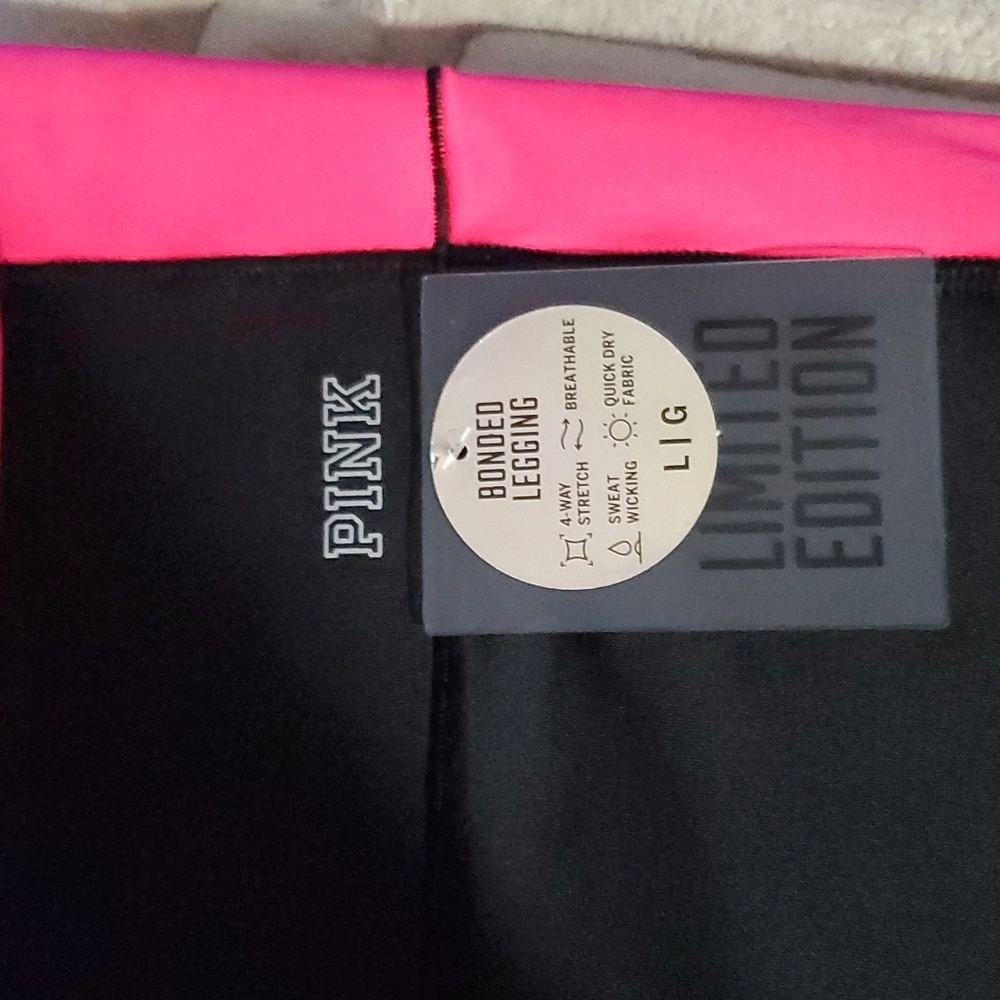 PINK
BONDED
LEGGING
4-WAY
STRETCH
BREATHABLE
SWEAT
WICKING
QUICK DRY
FABRIC
L | G
LIMITED
EDITION